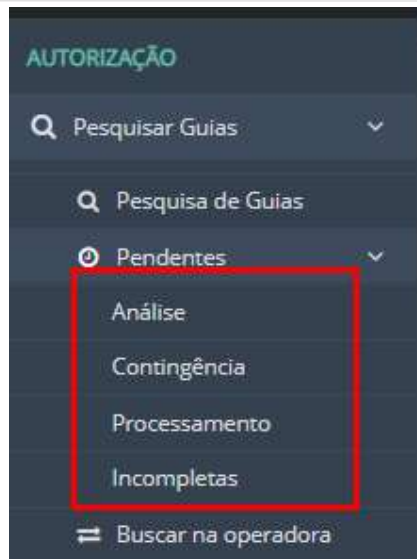 AUTORIZAÇÃO
Pesquisar Guias
Pesquisa de Guias
Pendentes
Análise
Contingência
Processamento
Incompletas
Buscar na operadora